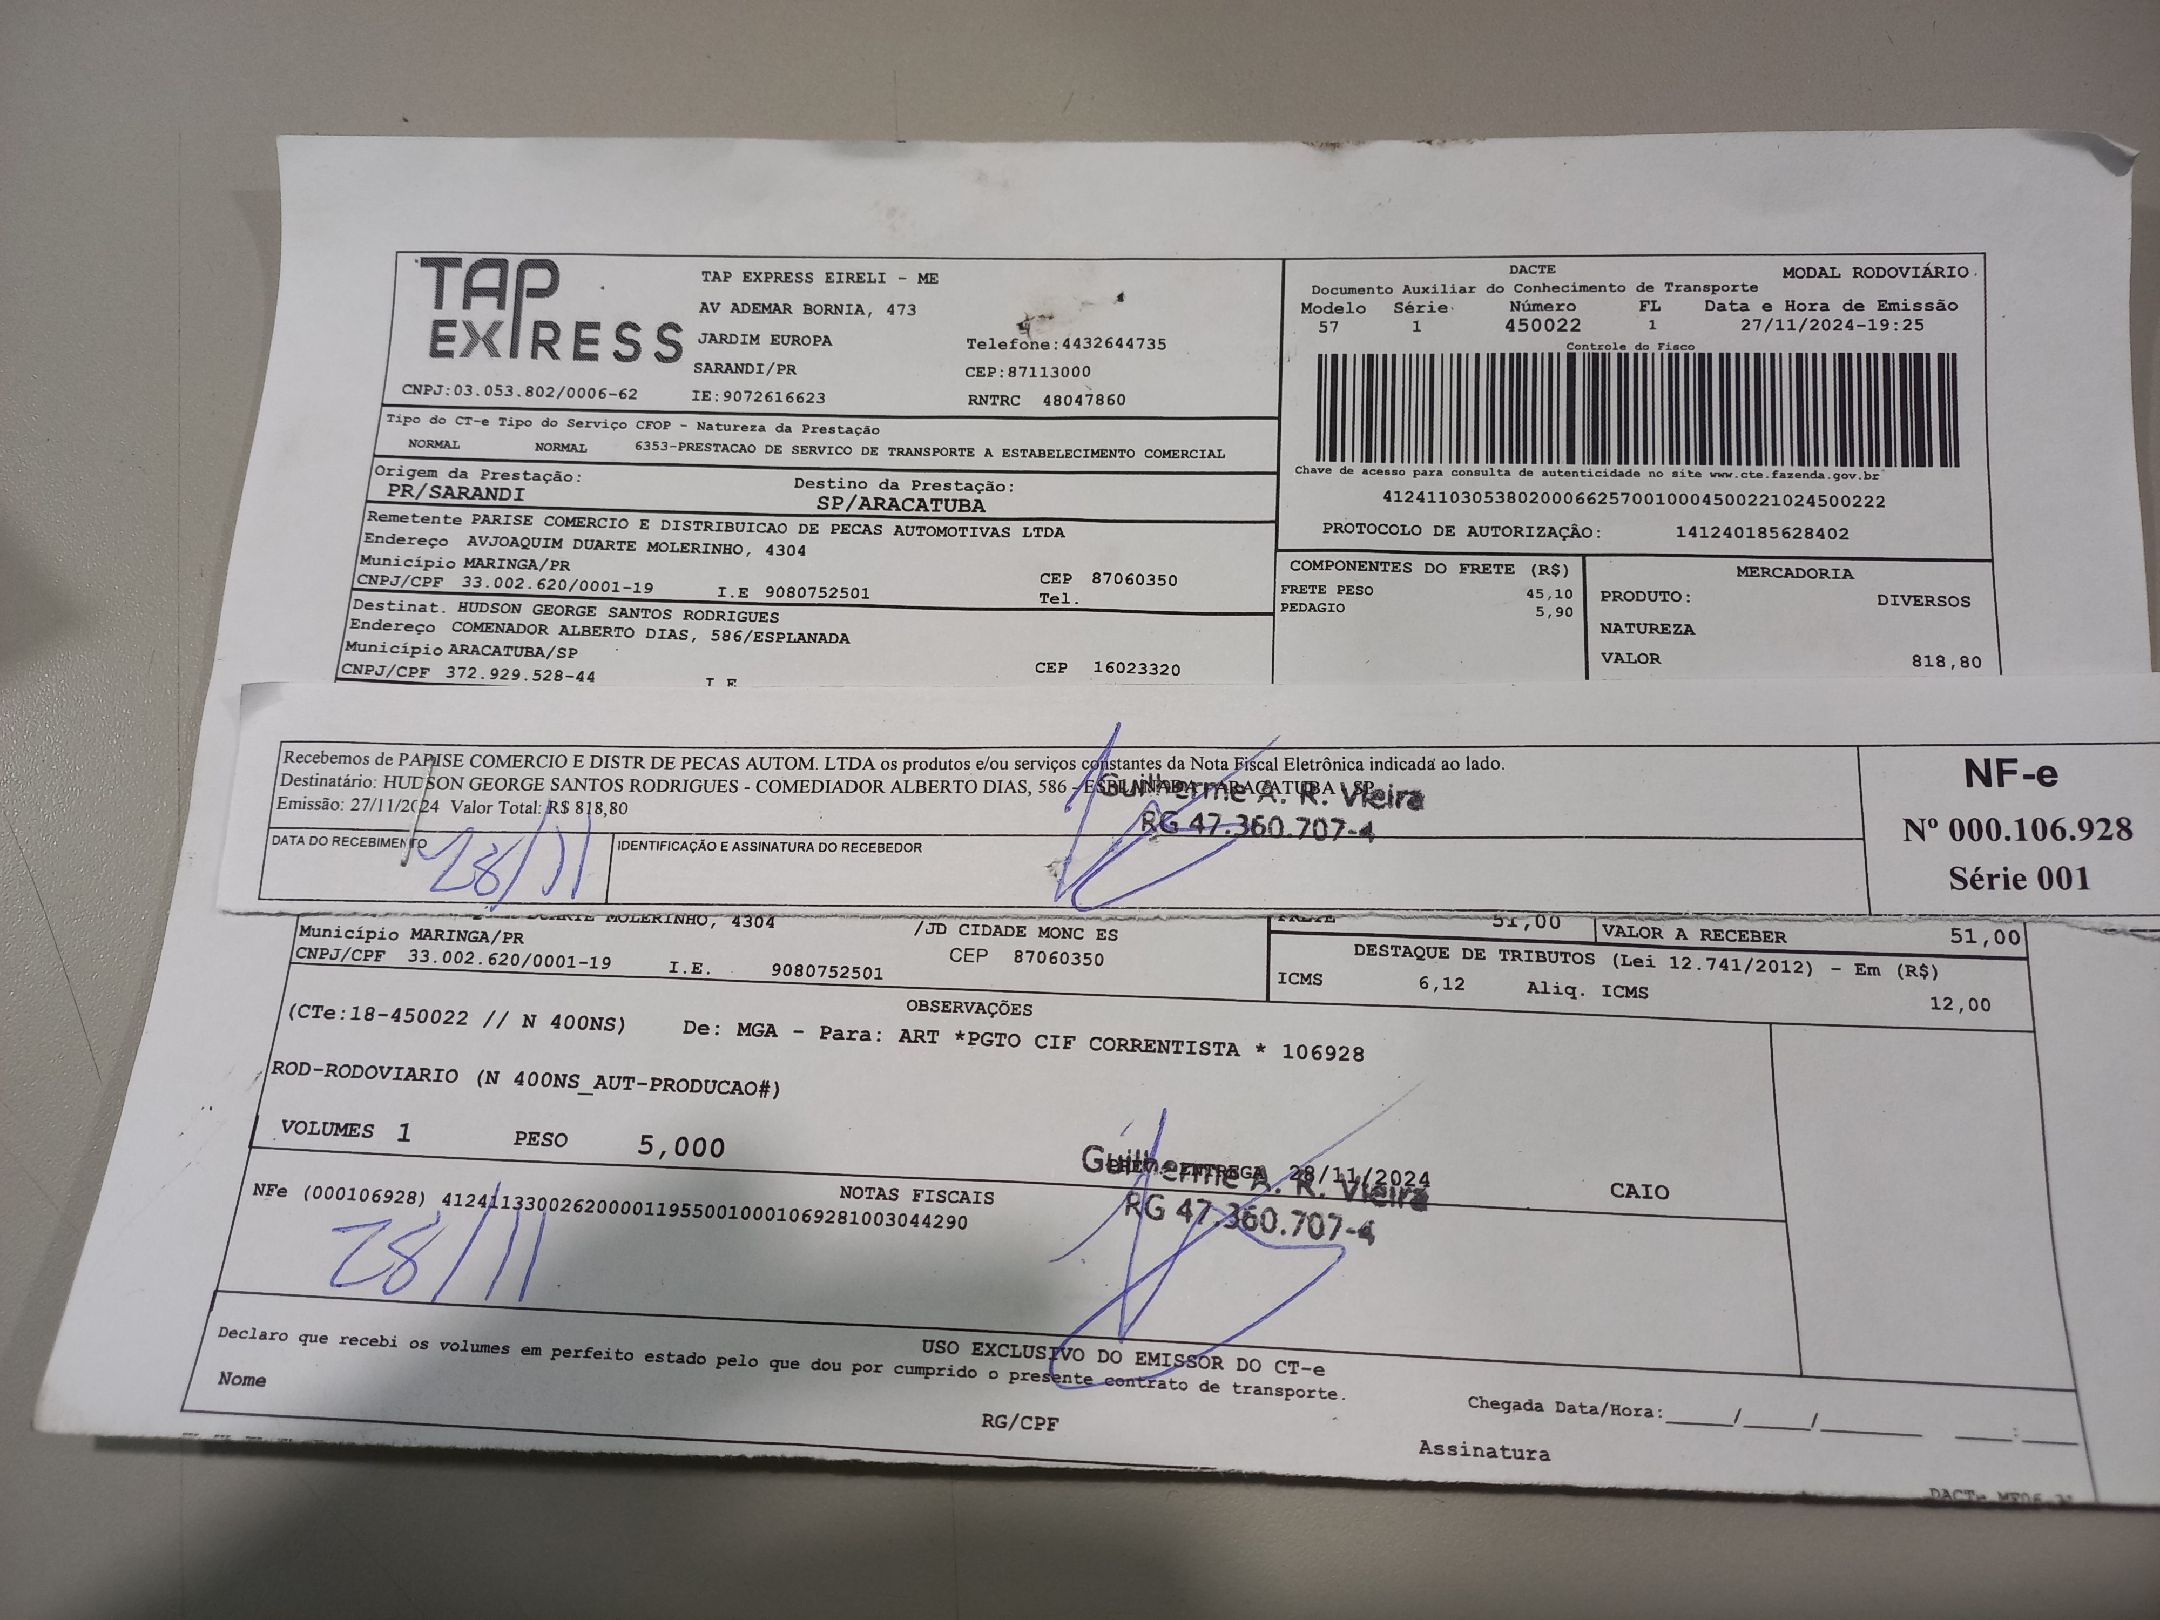 TAP EXPRESS
TAP EXPRESS EIRELI - ME
AV ADEMAR BORNIA, 473
JARDIM EUROPA
Telefone:4432644735
SARANDI/PR
CEP:87113000
CNPJ:03.053.802/0006-62
IE:9072616623
RNTRC 48047860
DACTE
MODAL RODOVIÁRIO
Documento Auxiliar do Conhecimento de Transporte
Modelo Série Número FL Data e Hora de Emissão
57 1 450022 1 27/11/2024-19:25
Controle do Fisco
Chave de acesso para consulta de autenticidade no site www.cte.fazenda.gov.br
41241103053802000662570010004500221024500222
PROTOCOLO DE AUTORIZAÇÃO: 141240185628402
Tipo do CT-e Tipo do Serviço CFOP - Natureza da Prestação
NORMAL NORMAL 6353-PRESTACAO DE SERVICO DE TRANSPORTE A ESTABELECIMENTO COMERCIAL
Origem da Prestação: Destino da Prestação:
PR/SARANDI SP/ARACATUBA
Remetente PARISE COMERCIO E DISTRIBUICAO DE PECAS AUTOMOTIVAS LTDA
Endereço AVJOAQUIM DUARTE MOLERINHO, 4304
Município MARINGA/PR CEP 87060350
CNPJ/CPF 33.002.620/0001-19 I.E 9080752501 Tel.
Destinat. HUDSON GEORGE SANTOS RODRIGUES
Endereço COMENADOR ALBERTO DIAS, 586/ESPLANADA
Município ARACATUBA/SP CEP 16023320
CNPJ/CPF 372.929.528-44 I E
COMPONENTES DO FRETE (R$)
FRETE PESO 45,10
PEDAGIO 5,90
MERCADORIA
PRODUTO: DIVERSOS
NATUREZA
VALOR 818,80
Recebemos de PARISE COMERCIO E DISTR DE PECAS AUTOM. LTDA os produtos e/ou serviços constantes da Nota Fiscal Eletrônica indicada ao lado.
Destinatário: HUDSON GEORGE SANTOS RODRIGUES - COMEDIADOR ALBERTO DIAS, 586 - ESPLANADA - ARACATUBA - SP
Emissão: 27/11/2024 Valor Total: R$ 818,80
Guilherme A. R. Vieira
RG 47.360.707-4
DATA DO RECEBIMENTO
28/11
IDENTIFICAÇÃO E ASSINATURA DO RECEBEDOR
NF-e
Nº 000.106.928
Série 001
DUARTE MOLERINHO, 4304 /JD CIDADE MONC ES
Município MARINGA/PR CEP 87060350
CNPJ/CPF 33.002.620/0001-19 I.E. 9080752501
FRETE 51,00 VALOR A RECEBER 51,00
DESTAQUE DE TRIBUTOS (Lei 12.741/2012) - Em (R$)
ICMS 6,12 Aliq. ICMS 12,00
OBSERVAÇÕES
(CTe:18-450022 // N 400NS) De: MGA - Para: ART *PGTO CIF CORRENTISTA * 106928
ROD-RODOVIARIO (N 400NS_AUT-PRODUCAO#)
VOLUMES 1 PESO 5,000
ENTREGA 28/11/2024 CAIO
Guilherme A. R. Vieira
RG 47.360.707-4
NOTAS FISCAIS
NFe (000106928) 41241133002620000119550010001069281003044290
28/11
USO EXCLUSIVO DO EMISSOR DO CT-e
Declaro que recebi os volumes em perfeito estado pelo que dou por cumprido o presente contrato de transporte.
Nome RG/CPF Chegada Data/Hora:_____/____/_______ ____:____
Assinatura